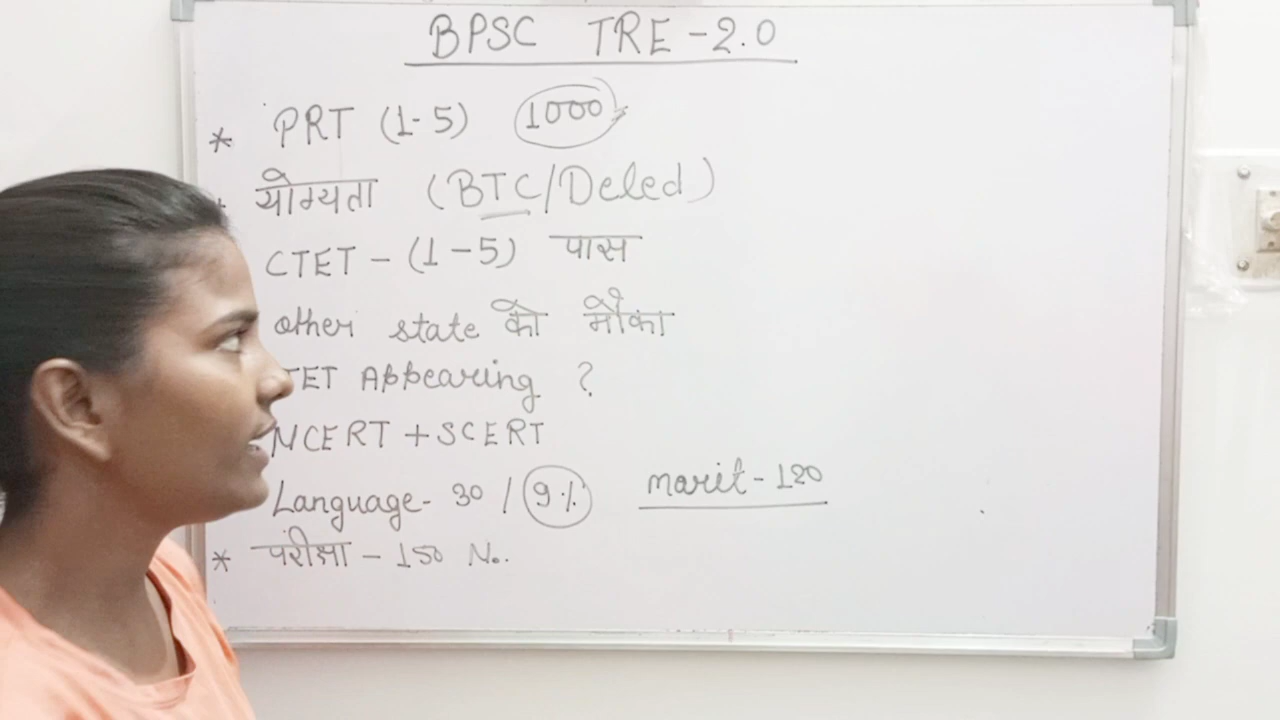 BPSC TRE-2.0
* PRT (1-5) 1000
योग्यता (BTC/Deled)
CTET - (1-5) पास
other state को मौका
TET Appearing ?
NCERT + SCERT
Language- 30 / 9% marit - 120
* परीक्षा - 150 No.